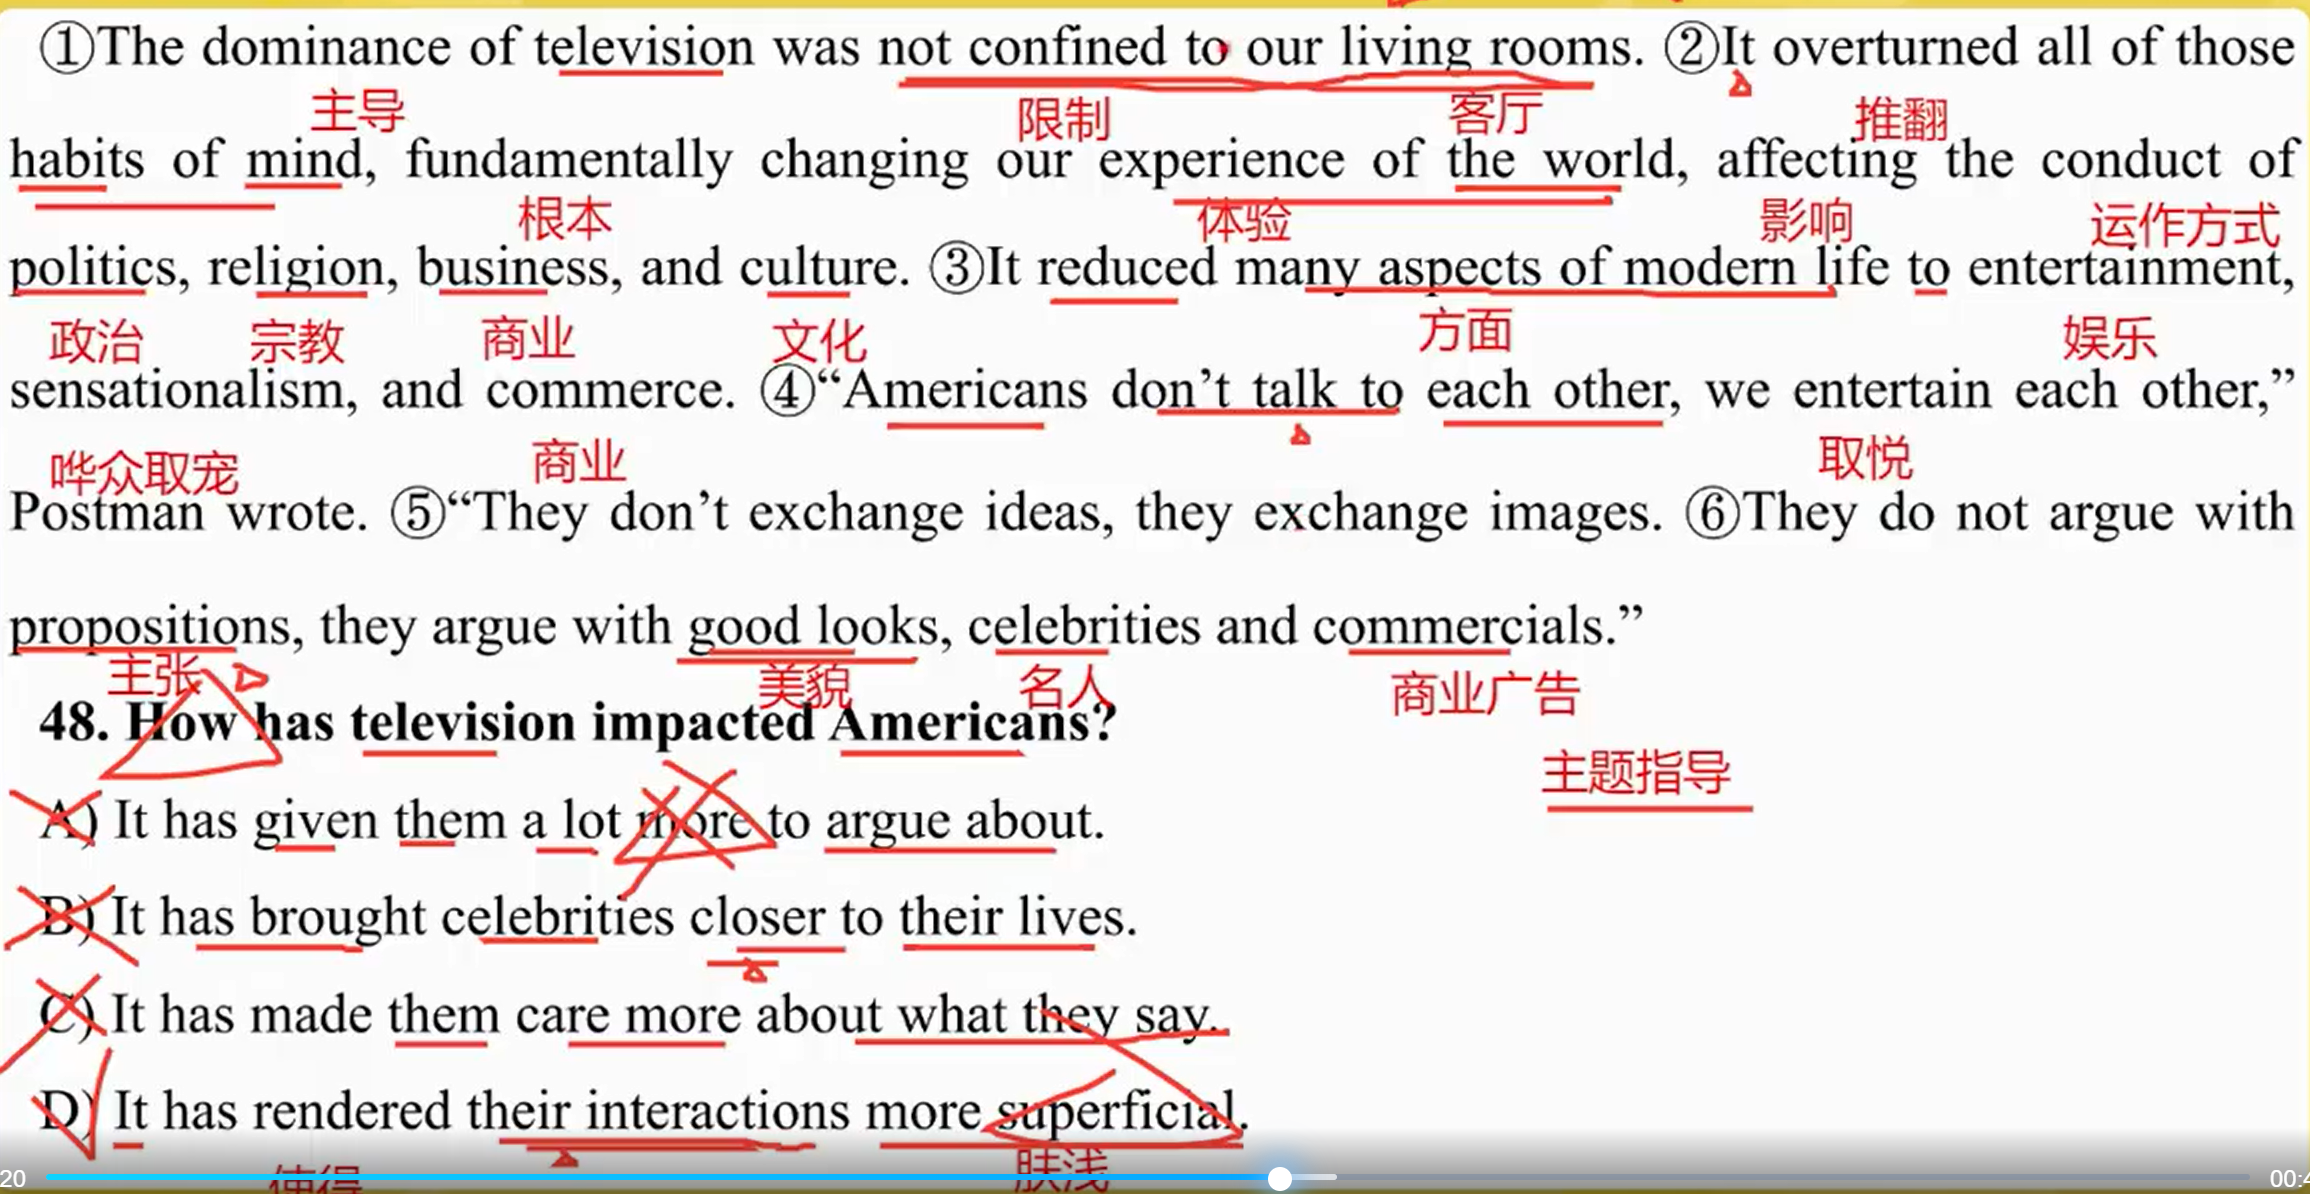 ①The dominance of television was not confined to our living rooms. ②It overturned all of those
主导 限制 客厅 推翻
habits of mind, fundamentally changing our experience of the world, affecting the conduct of
根本 体验 影响 运作方式
politics, religion, business, and culture. ③It reduced many aspects of modern life to entertainment,
政治 宗教 商业 文化 方面 娱乐
sensationalism, and commerce. ④“Americans don’t talk to each other, we entertain each other,”
哗众取宠 商业 取悦
Postman wrote. ⑤“They don’t exchange ideas, they exchange images. ⑥They do not argue with
propositions, they argue with good looks, celebrities and commercials.”
主张 美貌 名人 商业广告
48. How has television impacted Americans?
主题指导
A) It has given them a lot more to argue about.
B) It has brought celebrities closer to their lives.
C) It has made them care more about what they say.
D) It has rendered their interactions more superficial.
使得 肤浅
20